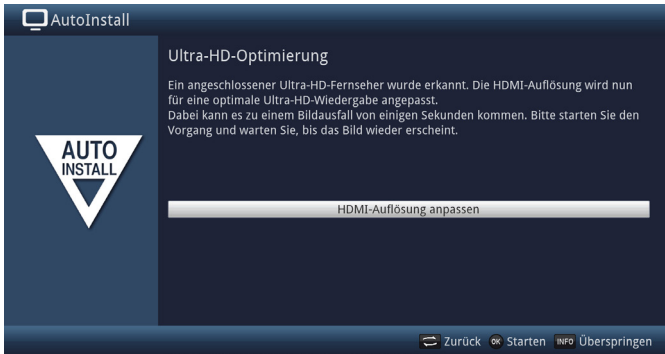 AutoInstall
Ultra-HD-Optimierung
Ein angeschlossener Ultra-HD-Fernseher wurde erkannt. Die HDMI-Auflösung wird nun
für eine optimale Ultra-HD-Wiedergabe angepasst.
Dabei kann es zu einem Bildausfall von einigen Sekunden kommen. Bitte starten Sie den
Vorgang und warten Sie, bis das Bild wieder erscheint.
AUTO
INSTALL
HDMI-Auflösung anpassen
Zurück OK Starten INFO Überspringen